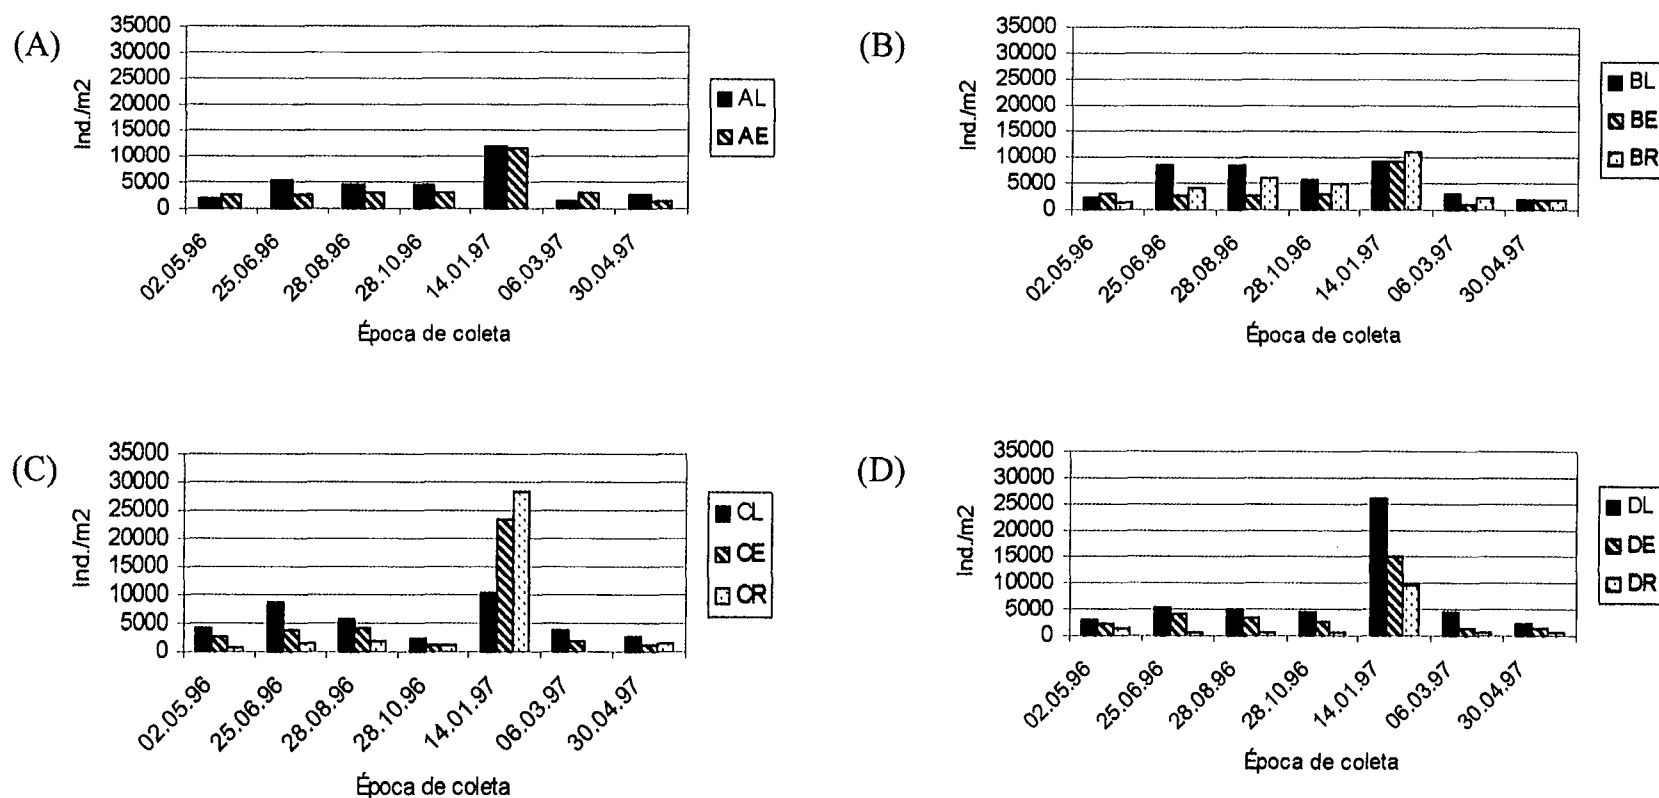 (A)
35000
30000
25000
20000
15000
10000
5000
0
Ind./m2
02.05.96
25.06.96
28.08.96
28.10.96
14.01.97
06.03.97
30.04.97
Época de coleta
AL
AE
(B)
35000
30000
25000
20000
15000
10000
5000
0
Ind./m2
02.05.96
25.06.96
28.08.96
28.10.96
14.01.97
06.03.97
30.04.97
Época de coleta
BL
BE
BR
(C)
35000
30000
25000
20000
15000
10000
5000
0
Ind./m2
02.05.96
25.06.96
28.08.96
28.10.96
14.01.97
06.03.97
30.04.97
Época de coleta
CL
CE
CR
(D)
35000
30000
25000
20000
15000
10000
5000
0
Ind./m2
02.05.96
25.06.96
28.08.96
28.10.96
14.01.97
06.03.97
30.04.97
Época de coleta
DL
DE
DR